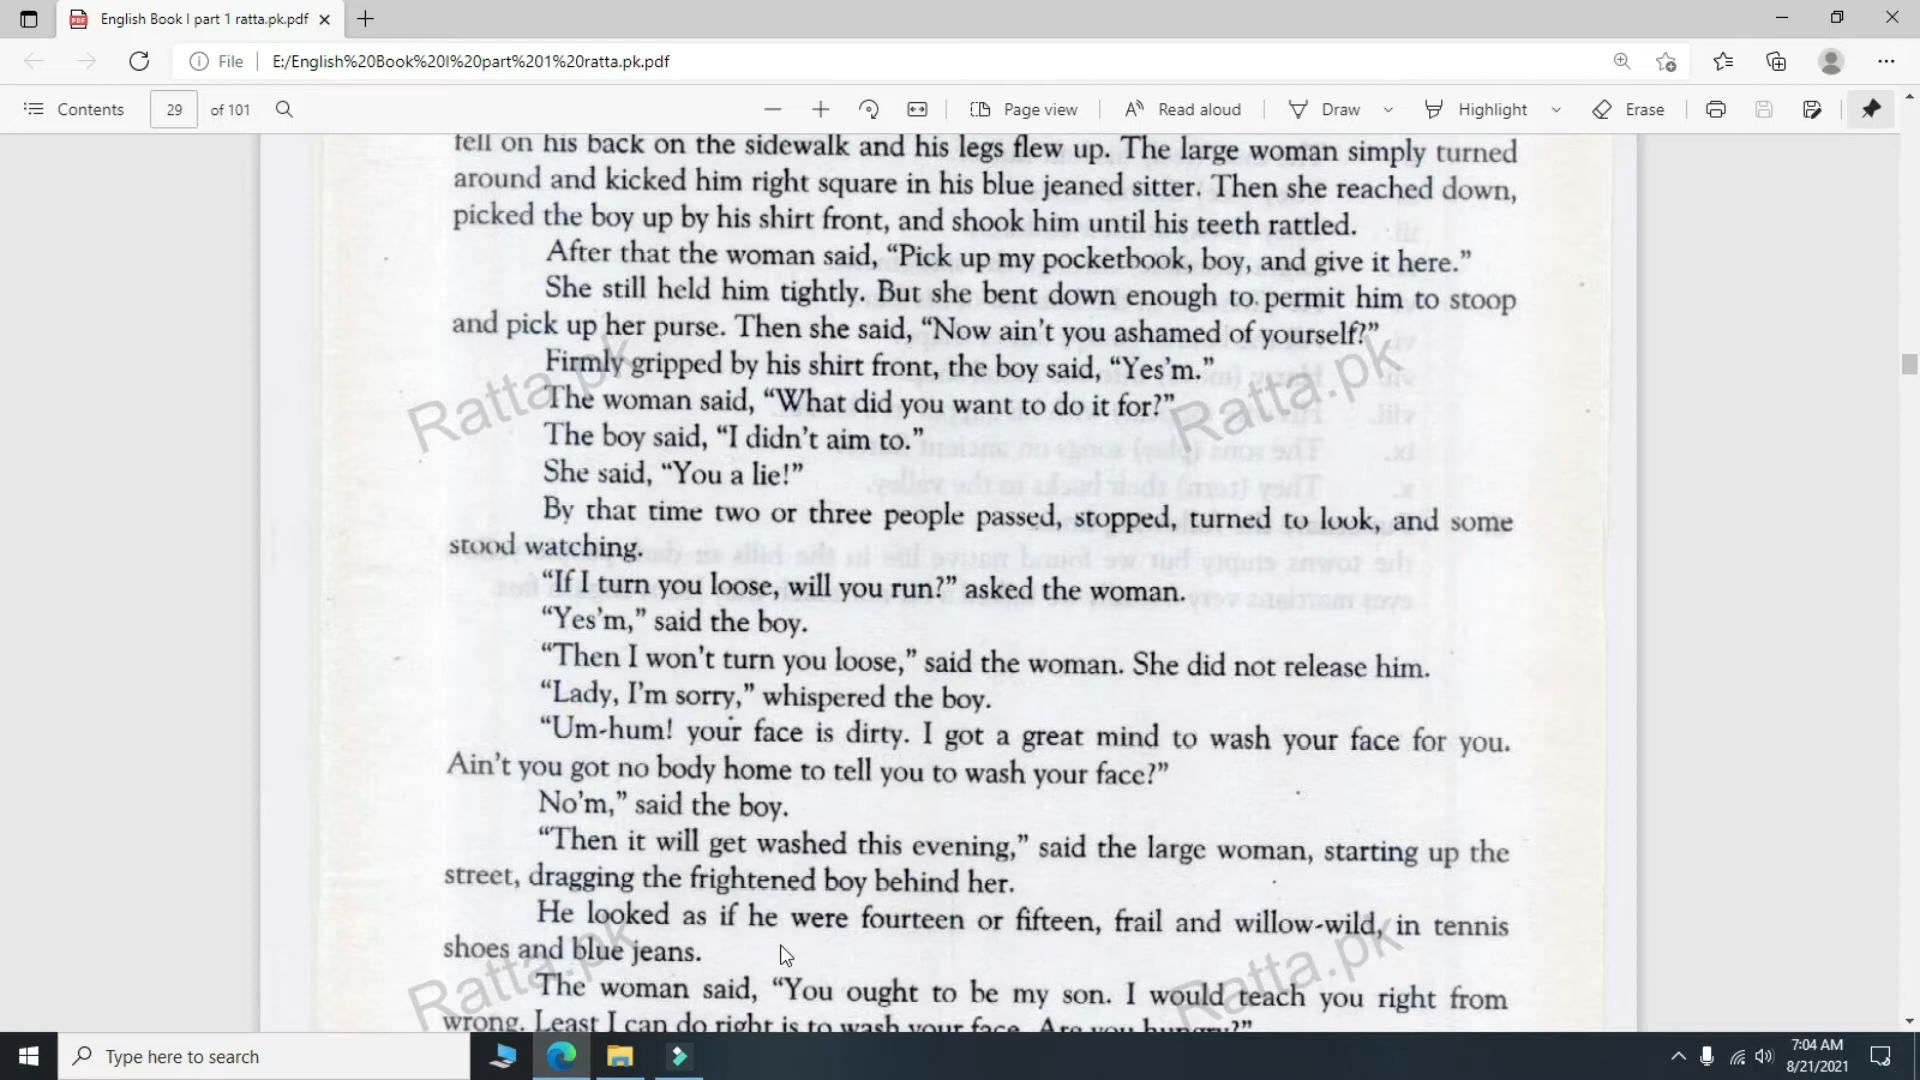 English Book I part 1 ratta.pk.pdf
File
E:/English%20Book%20I%20part%201%20ratta.pk.pdf
Contents
29
of 101
Page view
Read aloud
Draw
Highlight
Erase
fell on his back on the sidewalk and his legs flew up. The large woman simply turned
around and kicked him right square in his blue jeaned sitter. Then she reached down,
picked the boy up by his shirt front, and shook him until his teeth rattled.
After that the woman said, “Pick up my pocketbook, boy, and give it here.”
She still held him tightly. But she bent down enough to permit him to stoop
and pick up her purse. Then she said, “Now ain’t you ashamed of yourself?”
Firmly gripped by his shirt front, the boy said, “Yes’m.”
The woman said, “What did you want to do it for?”
The boy said, “I didn’t aim to.”
She said, “You a lie!”
By that time two or three people passed, stopped, turned to look, and some
stood watching.
“If I turn you loose, will you run?” asked the woman.
“Yes’m,” said the boy.
“Then I won’t turn you loose,” said the woman. She did not release him.
“Lady, I’m sorry,” whispered the boy.
“Um-hum! your face is dirty. I got a great mind to wash your face for you.
Ain’t you got no body home to tell you to wash your face?”
No’m,” said the boy.
“Then it will get washed this evening,” said the large woman, starting up the
street, dragging the frightened boy behind her.
He looked as if he were fourteen or fifteen, frail and willow-wild, in tennis
shoes and blue jeans.
The woman said, “You ought to be my son. I would teach you right from
wrong. Least I can do right is to wash your face. Are you hungry?”
Ratta.pk
Ratta.pk
Ratta.pk
Ratta.pk
Type here to search
7:04 AM
8/21/2021